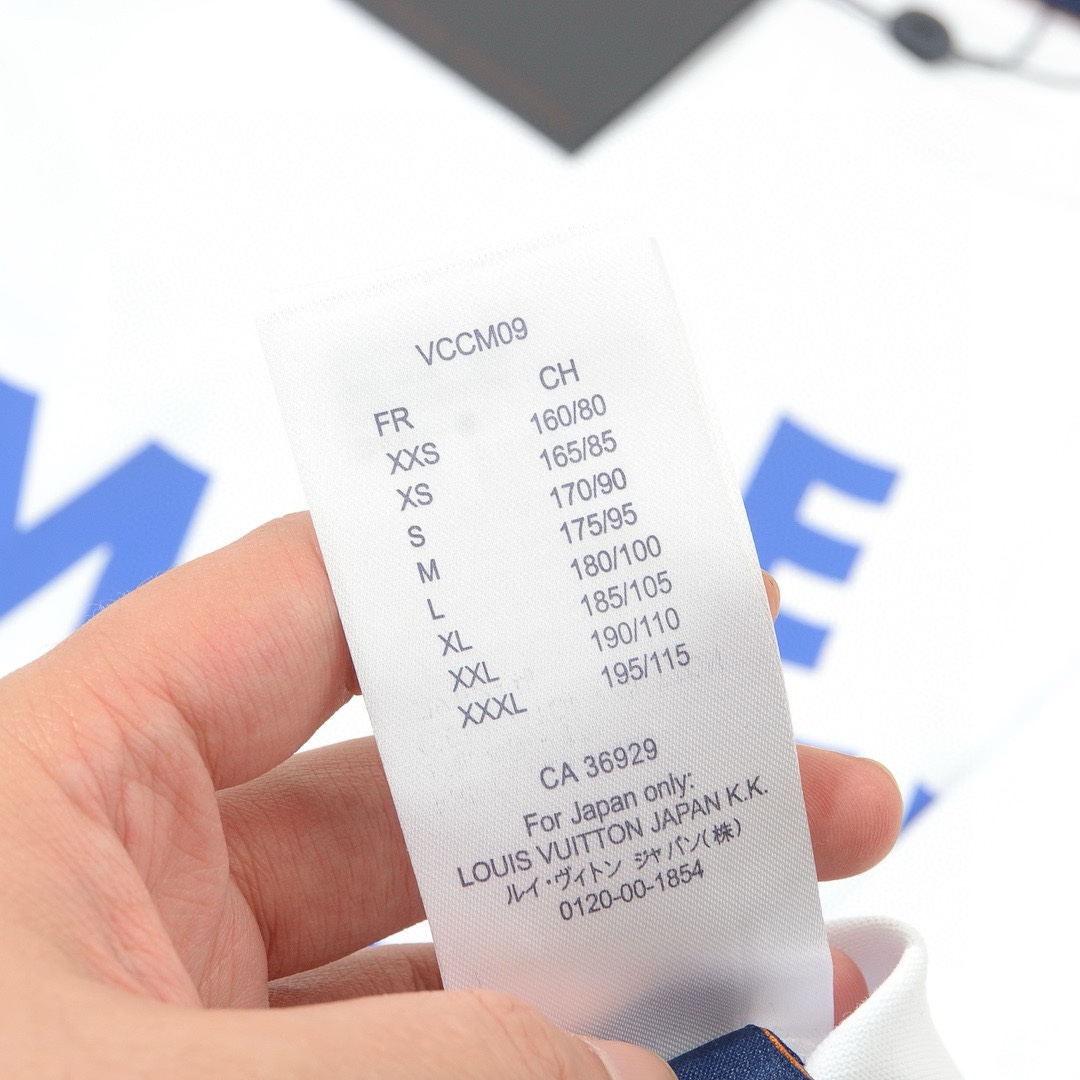 VCCM09
FR CH
XXS 160/80
XS 165/85
S 170/90
M 175/95
L 180/100
XL 185/105
XXL 190/110
XXXL 195/115
CA 36929
For Japan only:
LOUIS VUITTON JAPAN K.K.
ルイ・ヴィトン ジャパン(株)
0120-00-1854
E